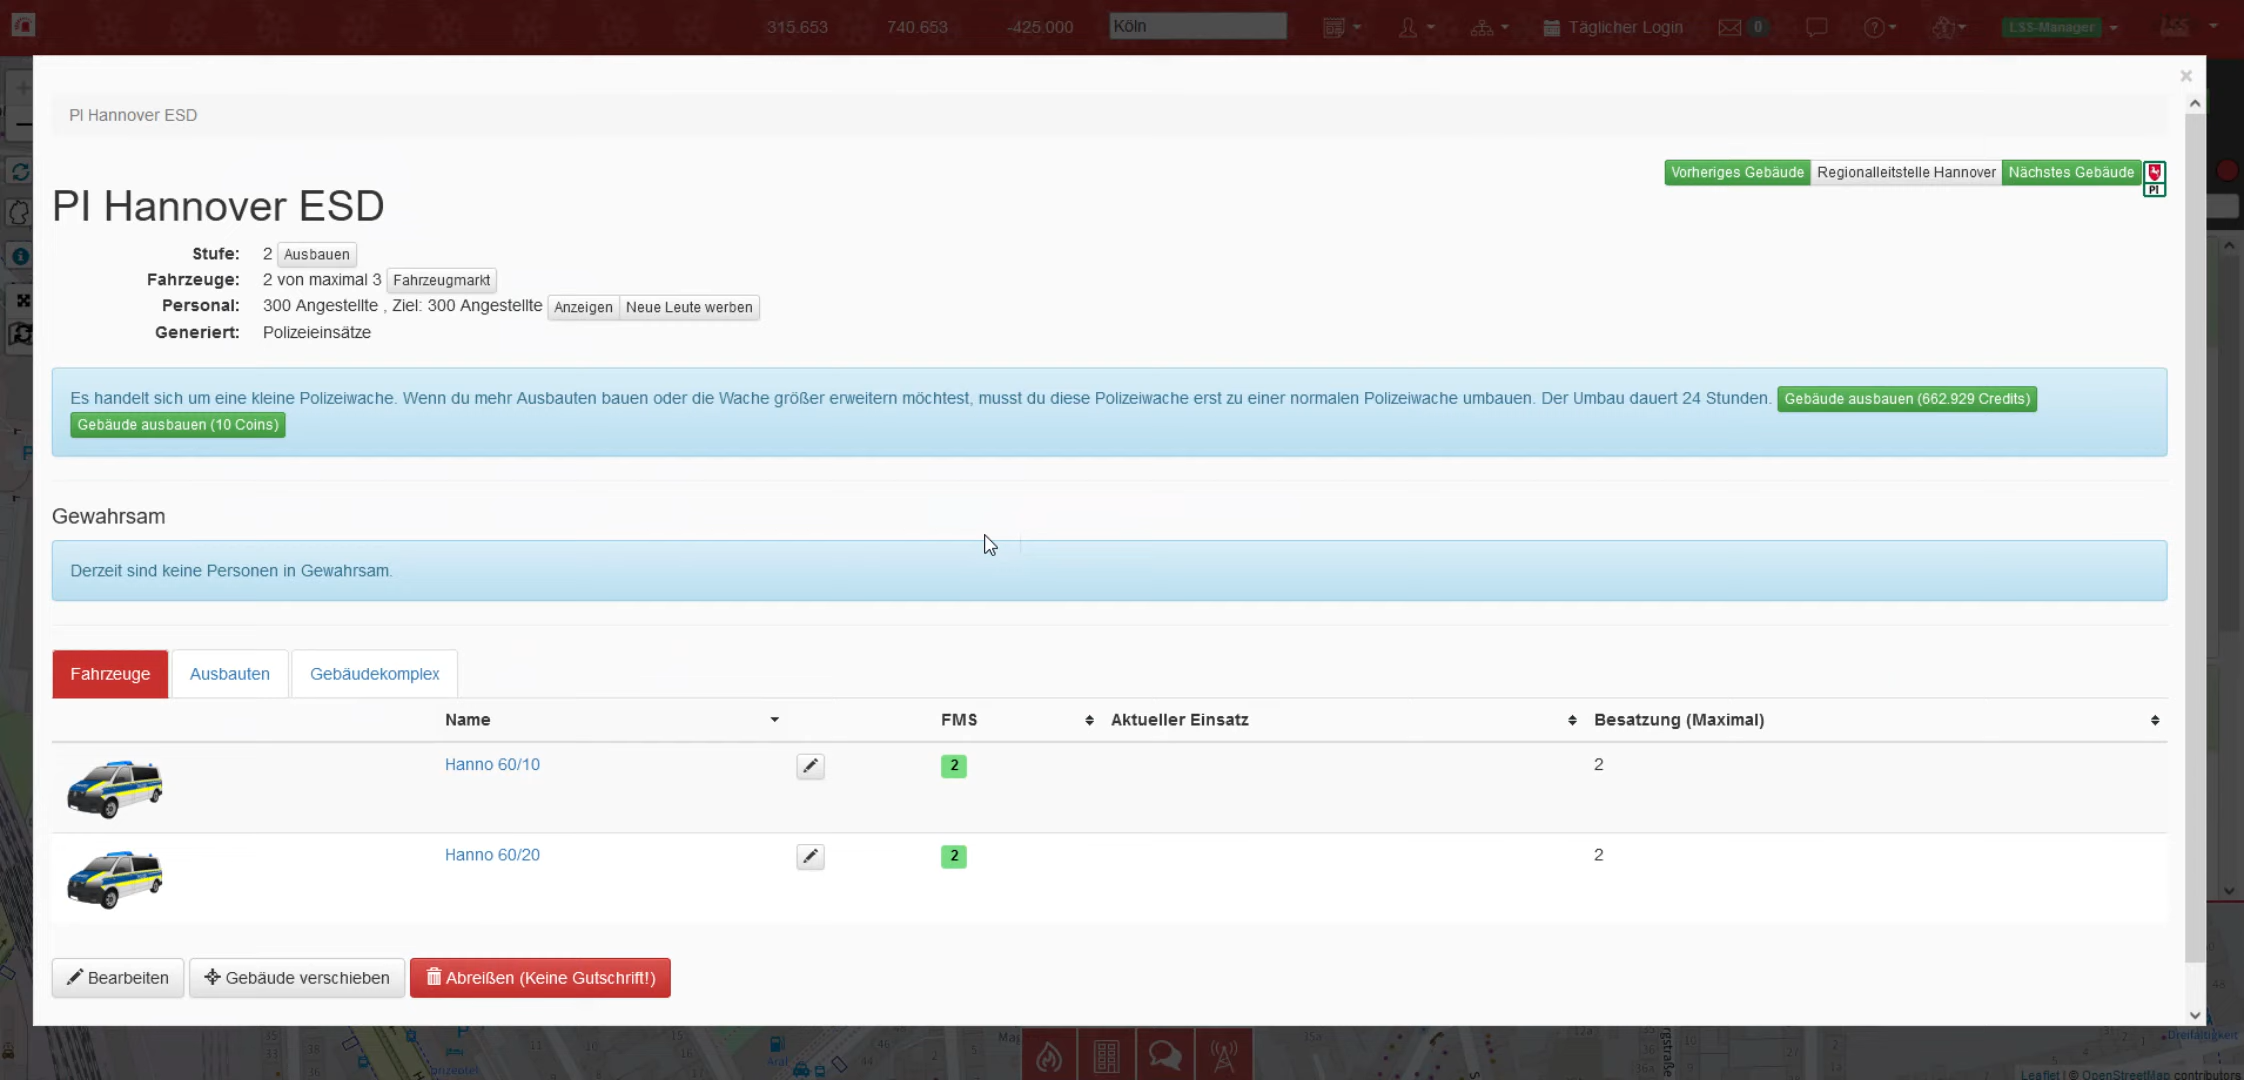 315.653 740.653 -425.000 Köln Täglicher Login 0 LSS-Manager
PI Hannover ESD
Vorheriges Gebäude Regionalleitstelle Hannover Nächstes Gebäude
PI
PI Hannover ESD
Stufe: 2 Ausbauen
Fahrzeuge: 2 von maximal 3 Fahrzeugmarkt
Personal: 300 Angestellte , Ziel: 300 Angestellte Anzeigen Neue Leute werben
Generiert: Polizeieinsätze
Es handelt sich um eine kleine Polizeiwache. Wenn du mehr Ausbauten bauen oder die Wache größer erweitern möchtest, musst du diese Polizeiwache erst zu einer normalen Polizeiwache umbauen. Der Umbau dauert 24 Stunden. Gebäude ausbauen (662.929 Credits)
Gebäude ausbauen (10 Coins)
Gewahrsam
Derzeit sind keine Personen in Gewahrsam.
Fahrzeuge Ausbauten Gebäudekomplex
Name FMS Aktueller Einsatz Besatzung (Maximal)
Hanno 60/10 2 2
Hanno 60/20 2 2
Bearbeiten Gebäude verschieben Abreißen (Keine Gutschrift!)
Leaflet | © OpenStreetMap contributors